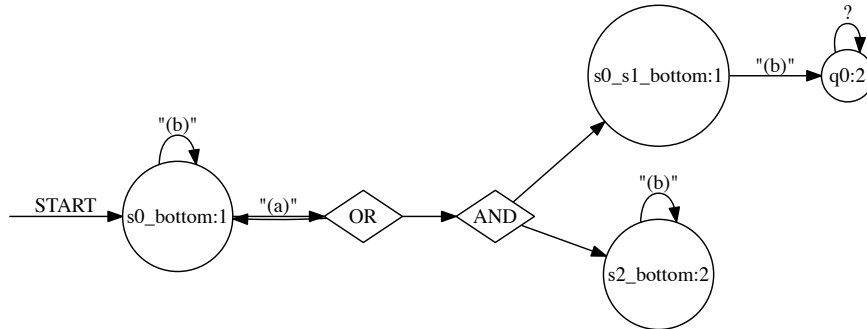 ?
"(b)"
s0_s1_bottom:1
q0:2
"(b)"
START
s0_bottom:1
"(a)"
OR
AND
"(b)"
s2_bottom:2